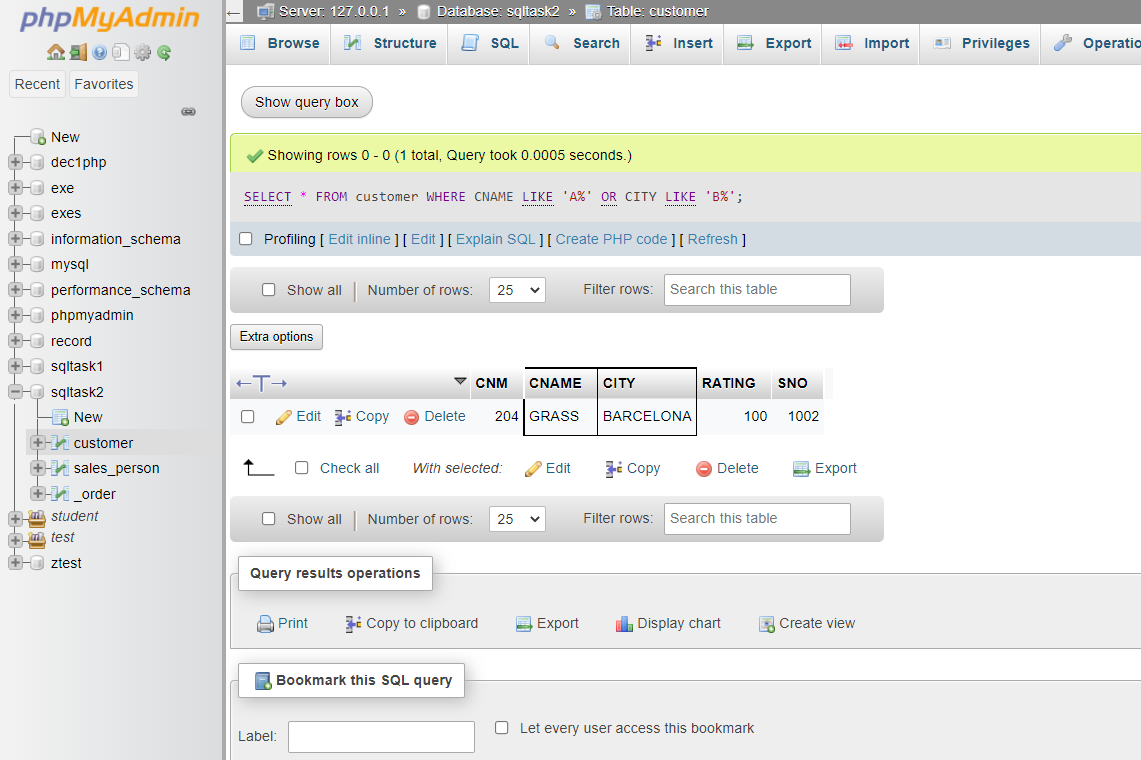 phpMyAdmin
Recent Favorites
New
dec1php
exe
exes
information_schema
mysql
performance_schema
phpmyadmin
record
sqltask1
sqltask2
New
customer
sales_person
_order
student
test
ztest
Server: 127.0.0.1 » Database: sqltask2 » Table: customer
Browse Structure SQL Search Insert Export Import Privileges Operatio
Show query box
Showing rows 0 - 0 (1 total, Query took 0.0005 seconds.)
SELECT * FROM customer WHERE CNAME LIKE 'A%' OR CITY LIKE 'B%';
Profiling [ Edit inline ] [ Edit ] [ Explain SQL ] [ Create PHP code ] [ Refresh ]
Show all | Number of rows: 25 Filter rows: Search this table
Extra options
←T→ CNM CNAME CITY RATING SNO
Edit Copy Delete 204 GRASS BARCELONA 100 1002
Check all With selected: Edit Copy Delete Export
Show all | Number of rows: 25 Filter rows: Search this table
Query results operations
Print Copy to clipboard Export Display chart Create view
Bookmark this SQL query
Label: Let every user access this bookmark